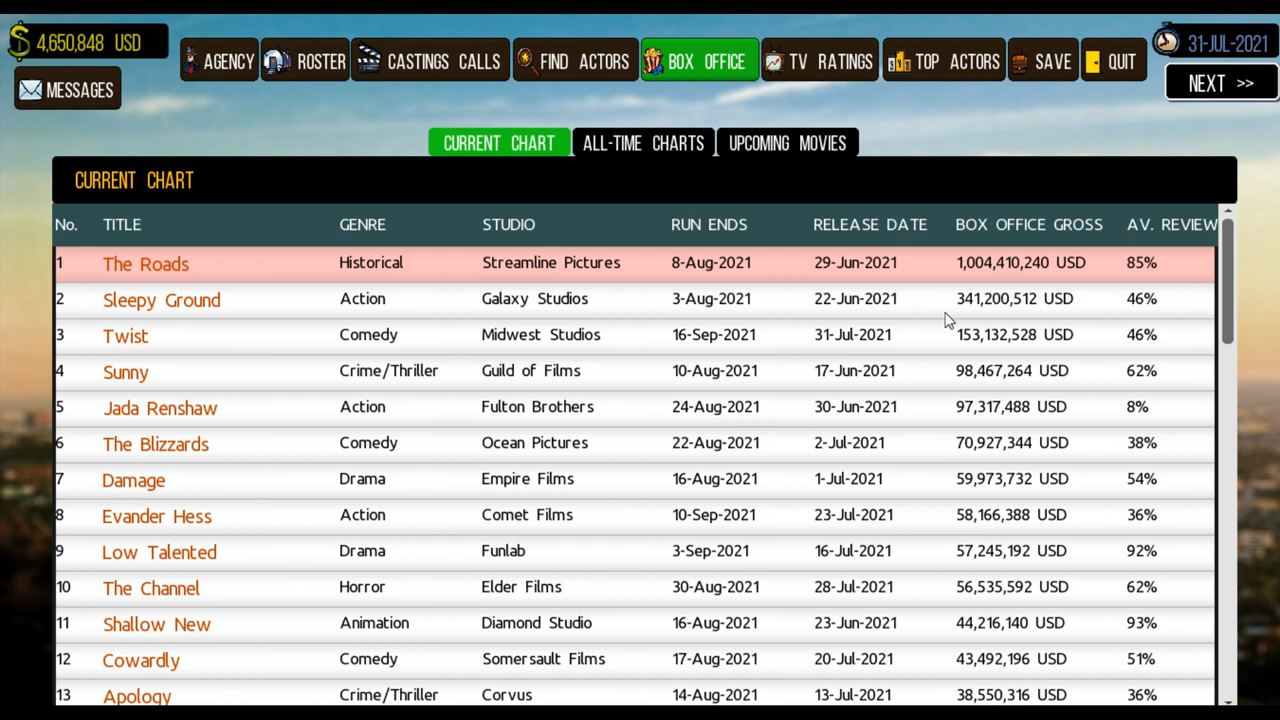 4,650,848 USD
AGENCY ROSTER CASTINGS CALLS FIND ACTORS BOX OFFICE TV RATINGS TOP ACTORS SAVE QUIT
31-JUL-2021
MESSAGES
NEXT >>
CURRENT CHART ALL-TIME CHARTS UPCOMING MOVIES
CURRENT CHART
No. TITLE GENRE STUDIO RUN ENDS RELEASE DATE BOX OFFICE GROSS AV. REVIEW
1 The Roads Historical Streamline Pictures 8-Aug-2021 29-Jun-2021 1,004,410,240 USD 85%
2 Sleepy Ground Action Galaxy Studios 3-Aug-2021 22-Jun-2021 341,200,512 USD 46%
3 Twist Comedy Midwest Studios 16-Sep-2021 31-Jul-2021 153,132,528 USD 46%
4 Sunny Crime/Thriller Guild of Films 10-Aug-2021 17-Jun-2021 98,467,264 USD 62%
5 Jada Renshaw Action Fulton Brothers 24-Aug-2021 30-Jun-2021 97,317,488 USD 8%
6 The Blizzards Comedy Ocean Pictures 22-Aug-2021 2-Jul-2021 70,927,344 USD 38%
7 Damage Drama Empire Films 16-Aug-2021 1-Jul-2021 59,973,732 USD 54%
8 Evander Hess Action Comet Films 10-Sep-2021 23-Jul-2021 58,166,388 USD 36%
9 Low Talented Drama Funlab 3-Sep-2021 16-Jul-2021 57,245,192 USD 92%
10 The Channel Horror Elder Films 30-Aug-2021 28-Jul-2021 56,535,592 USD 62%
11 Shallow New Animation Diamond Studio 16-Aug-2021 23-Jun-2021 44,216,140 USD 93%
12 Cowardly Comedy Somersault Films 17-Aug-2021 20-Jul-2021 43,492,196 USD 51%
13 Apology Crime/Thriller Corvus 14-Aug-2021 13-Jul-2021 38,550,316 USD 36%